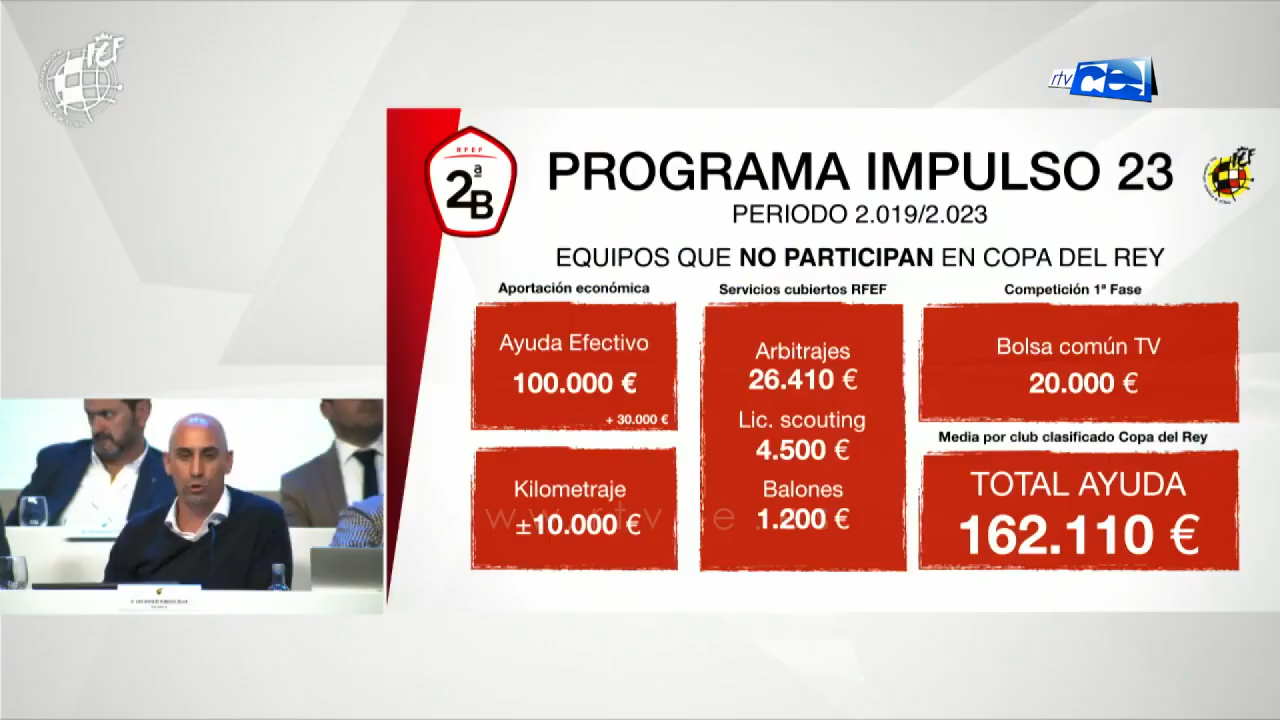 RFEF
rtv ceu
RFEF
2ªB
PROGRAMA IMPULSO 23
PERIODO 2.019/2.023
EQUIPOS QUE NO PARTICIPAN EN COPA DEL REY
Aportación económica
Ayuda Efectivo
100.000 €
+ 30.000 €
Kilometraje
±10.000 €
Servicios cubiertos RFEF
Arbitrajes
26.410 €
Lic. scouting
4.500 €
Balones
1.200 €
Competición 1ª Fase
Bolsa común TV
20.000 €
Media por club clasificado Copa del Rey
TOTAL AYUDA
162.110 €